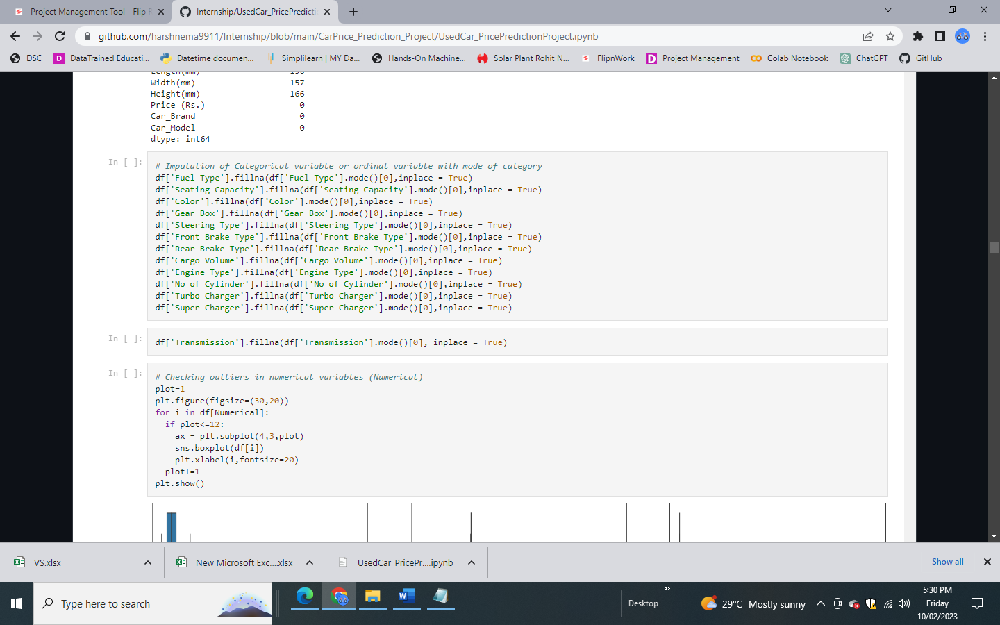 Project Management Tool - Flip
Internship/UsedCar_PricePredicti
github.com/harshnema9911/Internship/blob/main/CarPrice_Prediction_Project/UsedCar_PricePredictionProject.ipynb
DSC
DataTrained Educati...
Datetime documen...
Simplilearn | MY Da...
Hands-On Machine...
Solar Plant Rohit N...
FlipnWork
Project Management
Colab Notebook
ChatGPT
GitHub
Width(mm) 157
Height(mm) 166
Price (Rs.) 0
Car_Brand 0
Car_Model 0
dtype: int64
In [ ]:
# Imputation of Categorical variable or ordinal variable with mode of category
df['Fuel Type'].fillna(df['Fuel Type'].mode()[0],inplace = True)
df['Seating Capacity'].fillna(df['Seating Capacity'].mode()[0],inplace = True)
df['Color'].fillna(df['Color'].mode()[0],inplace = True)
df['Gear Box'].fillna(df['Gear Box'].mode()[0],inplace = True)
df['Steering Type'].fillna(df['Steering Type'].mode()[0],inplace = True)
df['Front Brake Type'].fillna(df['Front Brake Type'].mode()[0],inplace = True)
df['Rear Brake Type'].fillna(df['Rear Brake Type'].mode()[0],inplace = True)
df['Cargo Volume'].fillna(df['Cargo Volume'].mode()[0],inplace = True)
df['Engine Type'].fillna(df['Engine Type'].mode()[0],inplace = True)
df['No of Cylinder'].fillna(df['No of Cylinder'].mode()[0],inplace = True)
df['Turbo Charger'].fillna(df['Turbo Charger'].mode()[0],inplace = True)
df['Super Charger'].fillna(df['Super Charger'].mode()[0],inplace = True)
In [ ]:
df['Transmission'].fillna(df['Transmission'].mode()[0], inplace = True)
In [ ]:
# Checking outliers in numerical variables (Numerical)
plot=1
plt.figure(figsize=(30,20))
for i in df[Numerical]:
if plot<=12:
ax = plt.subplot(4,3,plot)
sns.boxplot(df[i])
plt.xlabel(i,fontsize=20)
plot+=1
plt.show()
VS.xlsx
New Microsoft Exc....xlsx
UsedCar_PricePr....ipynb
Show all
Type here to search
Desktop
29°C Mostly sunny
5:30 PM
Friday
10/02/2023